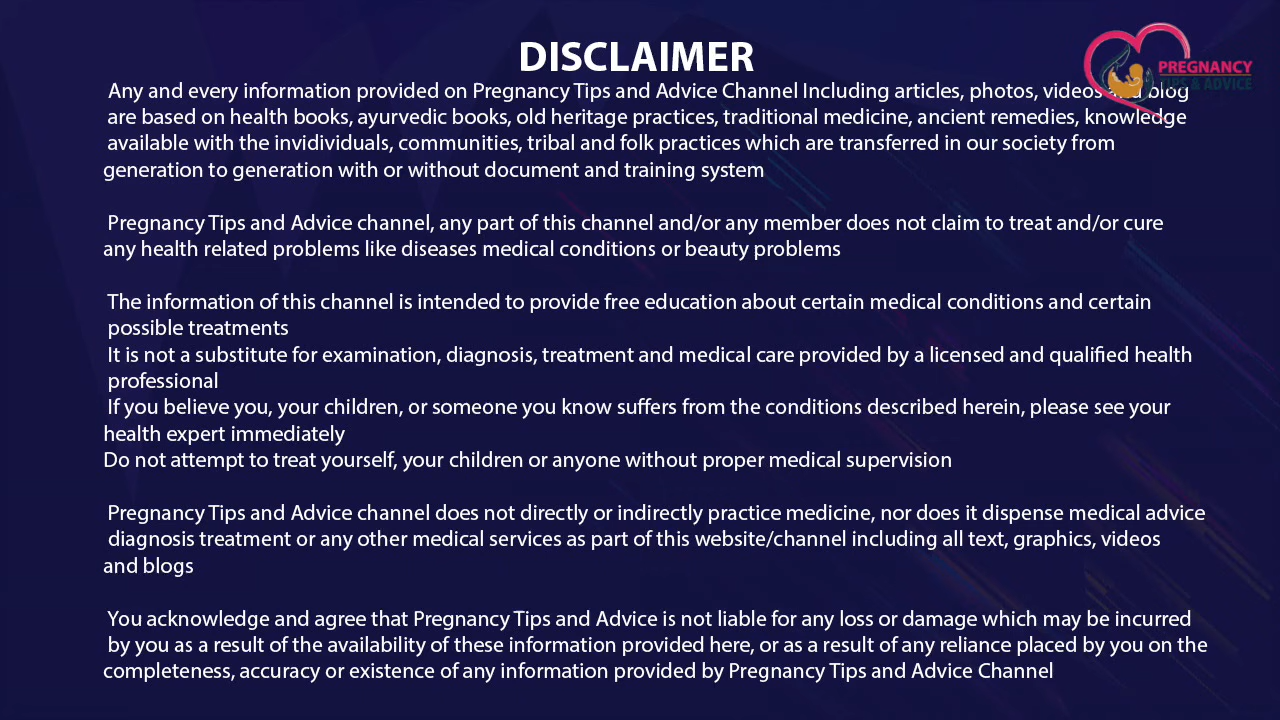 DISCLAIMER
PREGNANCY
TIPS & ADVICE
Any and every information provided on Pregnancy Tips and Advice Channel Including articles, photos, videos and blog
are based on health books, ayurvedic books, old heritage practices, traditional medicine, ancient remedies, knowledge
available with the invidividuals, communities, tribal and folk practices which are transferred in our society from
generation to generation with or without document and training system
Pregnancy Tips and Advice channel, any part of this channel and/or any member does not claim to treat and/or cure
any health related problems like diseases medical conditions or beauty problems
The information of this channel is intended to provide free education about certain medical conditions and certain
possible treatments
It is not a substitute for examination, diagnosis, treatment and medical care provided by a licensed and qualified health
professional
If you believe you, your children, or someone you know suffers from the conditions described herein, please see your
health expert immediately
Do not attempt to treat yourself, your children or anyone without proper medical supervision
Pregnancy Tips and Advice channel does not directly or indirectly practice medicine, nor does it dispense medical advice
diagnosis treatment or any other medical services as part of this website/channel including all text, graphics, videos
and blogs
You acknowledge and agree that Pregnancy Tips and Advice is not liable for any loss or damage which may be incurred
by you as a result of the availability of these information provided here, or as a result of any reliance placed by you on the
completeness, accuracy or existence of any information provided by Pregnancy Tips and Advice Channel